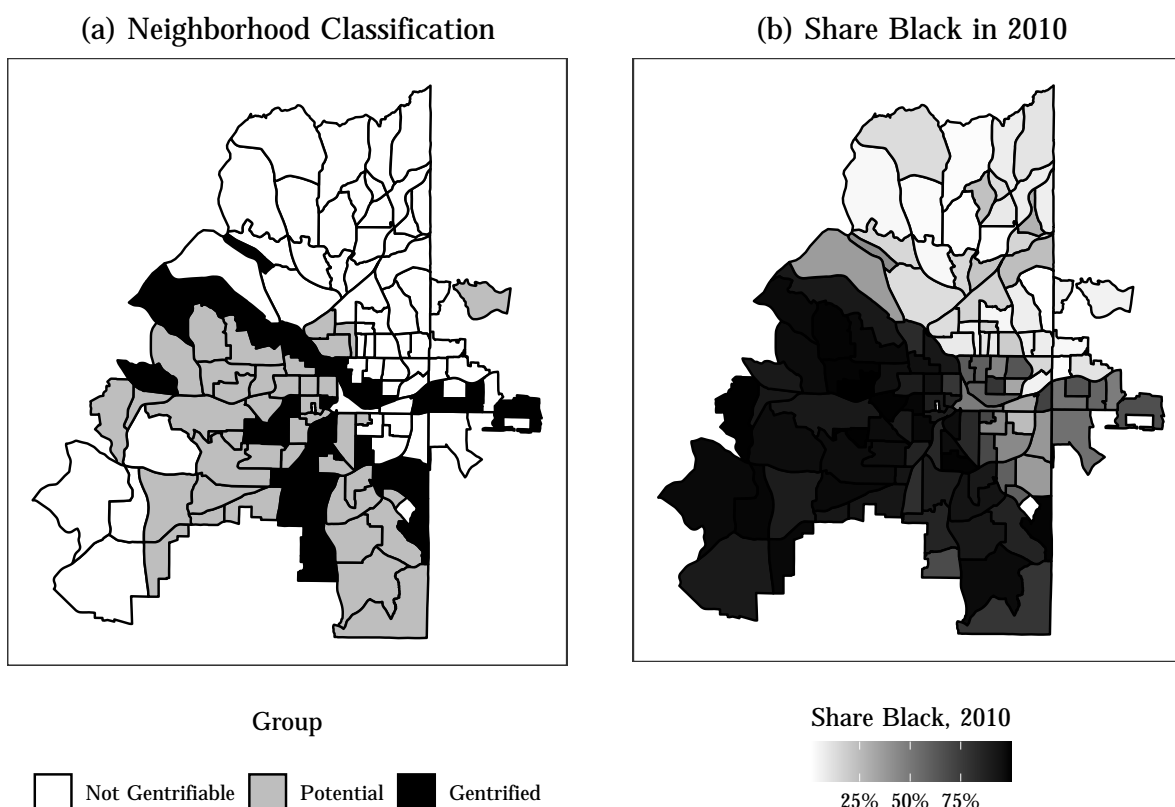 (a) Neighborhood Classification
(b) Share Black in 2010
Group
Not Gentrifiable
Potential
Gentrified
Share Black, 2010
25% 50% 75%